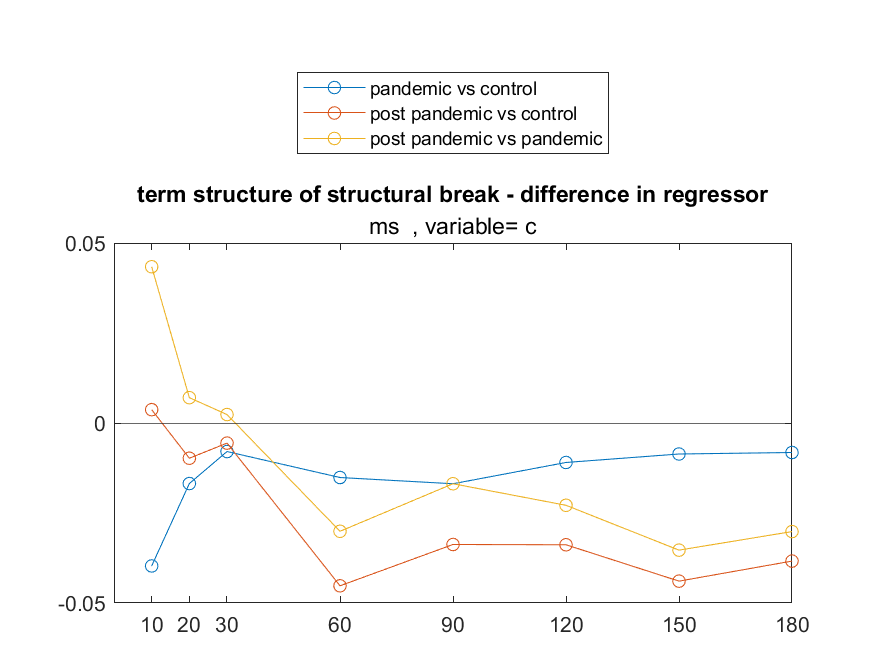 pandemic vs control
post pandemic vs control
post pandemic vs pandemic
term structure of structural break - difference in regressor
ms  , variable= c
0.05
0
-0.05
10 20 30 60 90 120 150 180